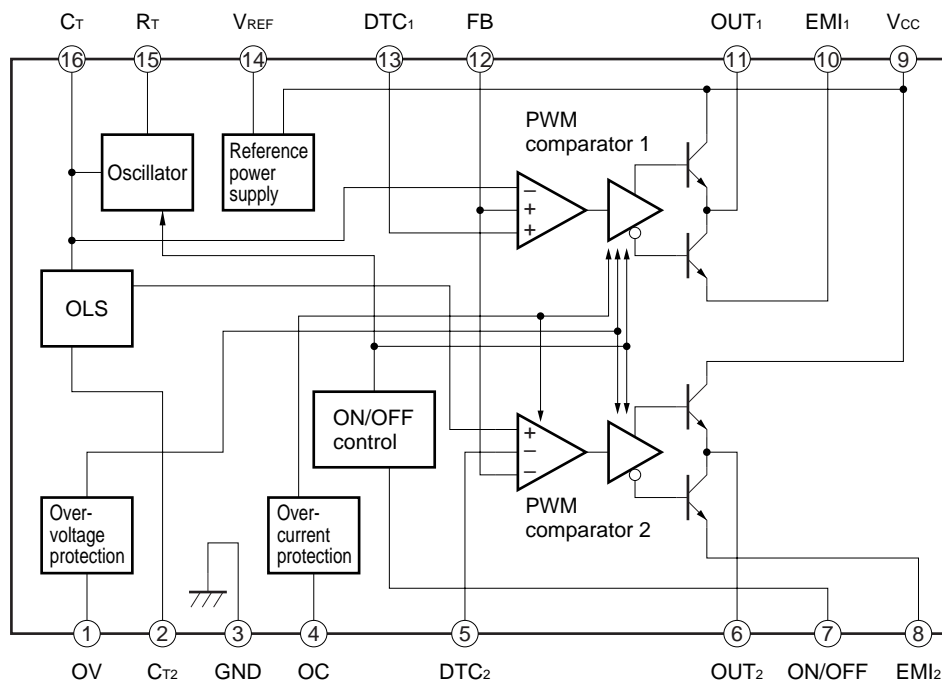 CT RT VREF DTC1 FB OUT1 EMI1 VCC
16 15 14 13 12 11 10 9
PWM
comparator 1
Oscillator
Reference
power
supply
−
+
+
OLS
ON/OFF
control
+
−
−
PWM
comparator 2
Over-
voltage
protection
Over-
current
protection
1 2 3 4 5 6 7 8
OV CT2 GND OC DTC2 OUT2 ON/OFF EMI2